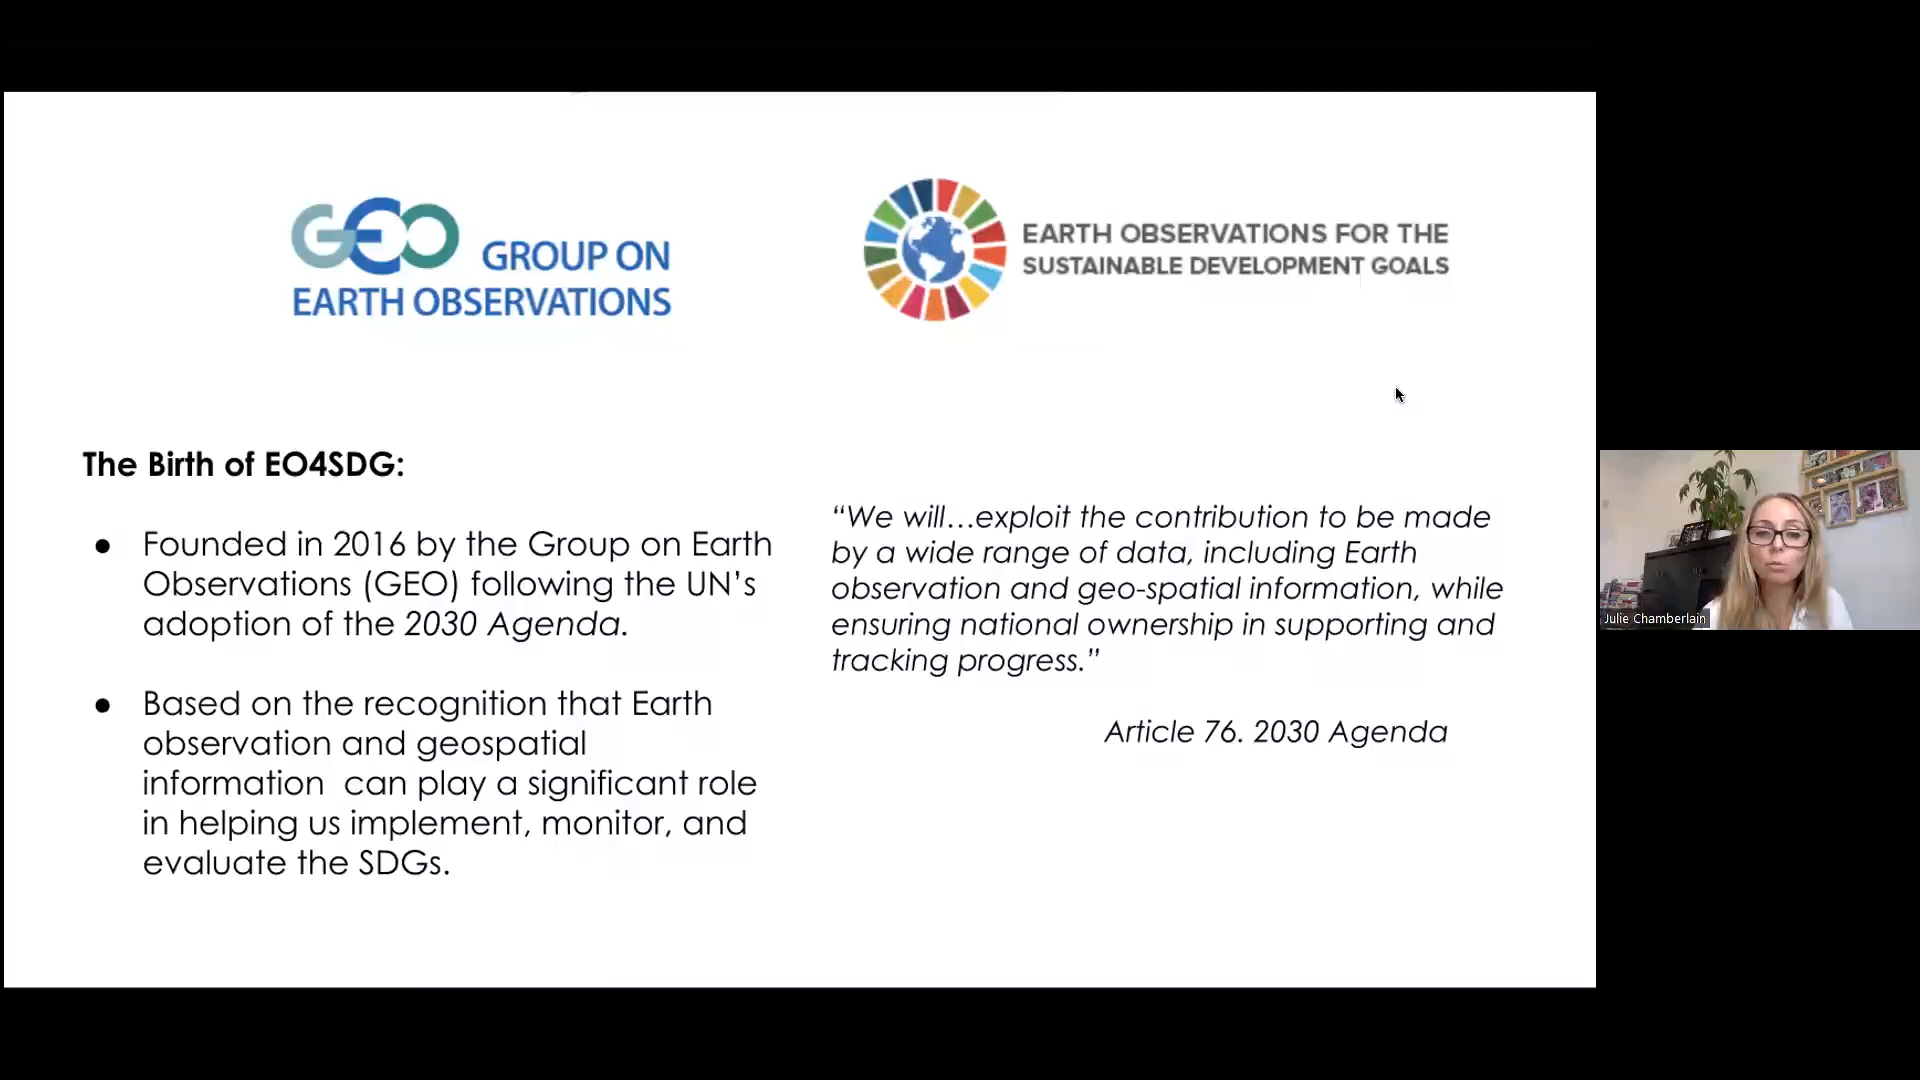 GEO GROUP ON
EARTH OBSERVATIONS
EARTH OBSERVATIONS FOR THE
SUSTAINABLE DEVELOPMENT GOALS
The Birth of EO4SDG:
● Founded in 2016 by the Group on Earth
Observations (GEO) following the UN’s
adoption of the 2030 Agenda.
● Based on the recognition that Earth
observation and geospatial
information  can play a significant role
in helping us implement, monitor, and
evaluate the SDGs.
“We will…exploit the contribution to be made
by a wide range of data, including Earth
observation and geo-spatial information, while
ensuring national ownership in supporting and
tracking progress.”
Article 76. 2030 Agenda
Julie Chamberlain